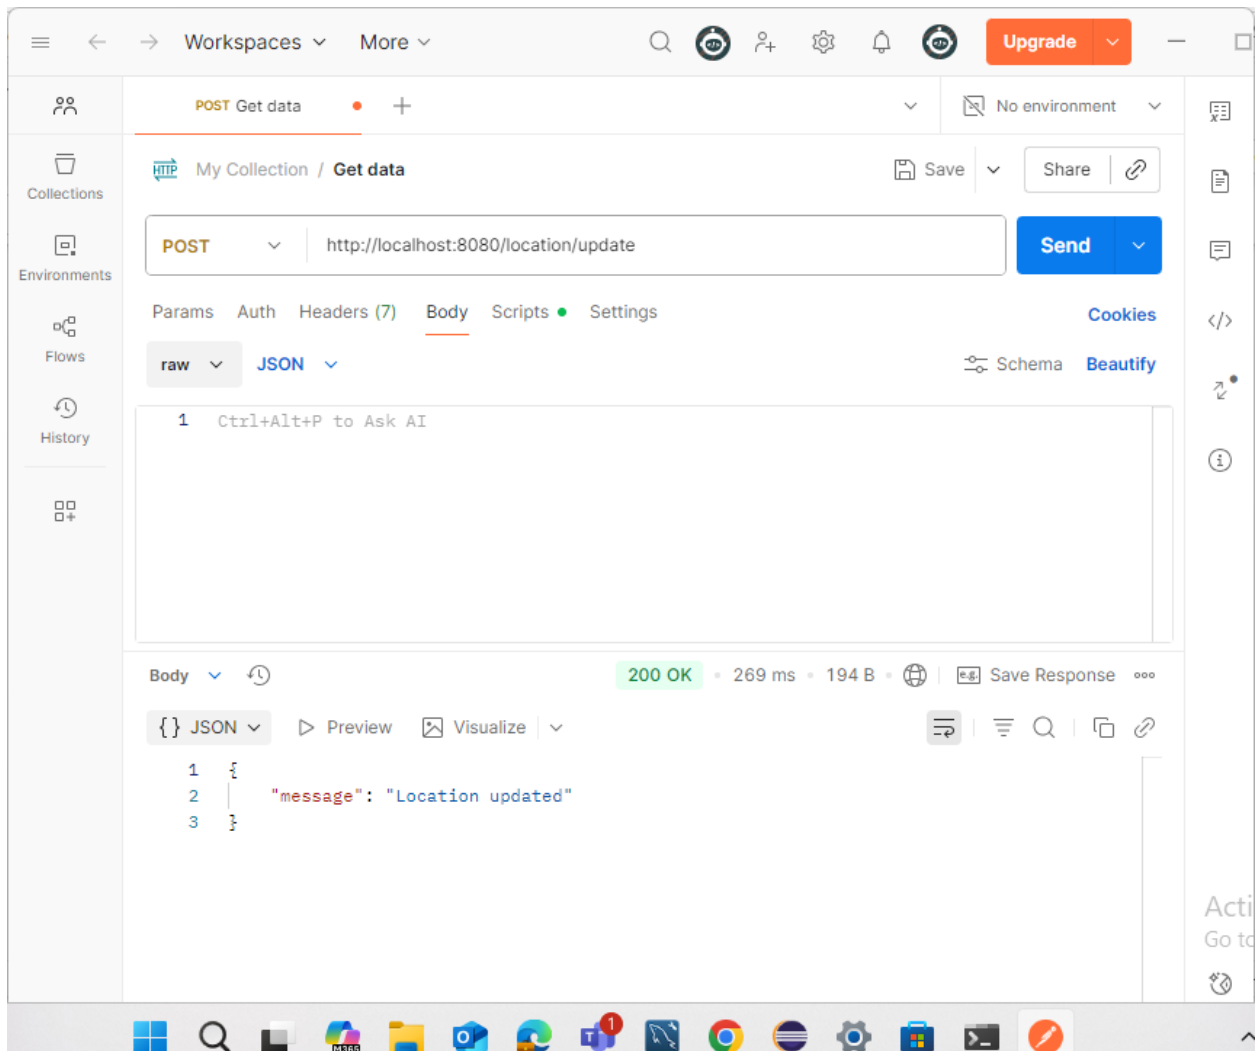 Workspaces More Upgrade
POST Get data No environment
HTTP My Collection / Get data Save Share
Collections
POST http://localhost:8080/location/update Send
Environments
Params Auth Headers (7) Body Scripts Settings Cookies
Flows
raw JSON Schema Beautify
History
1 Ctrl+Alt+P to Ask AI
Body 200 OK 269 ms 194 B e.g. Save Response
{} JSON Preview Visualize
1 {
2 "message": "Location updated"
3 }
Acti
Go to
M365
1